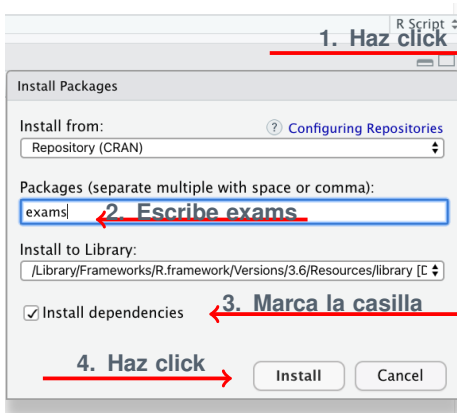 R Script
1. Haz click
Install Packages
Install from:
? Configuring Repositories
Repository (CRAN)
Packages (separate multiple with space or comma):
exams
2. Escribe exams
Install to Library:
/Library/Frameworks/R.framework/Versions/3.6/Resources/library [D
Install dependencies
3. Marca la casilla
4. Haz click
Install
Cancel